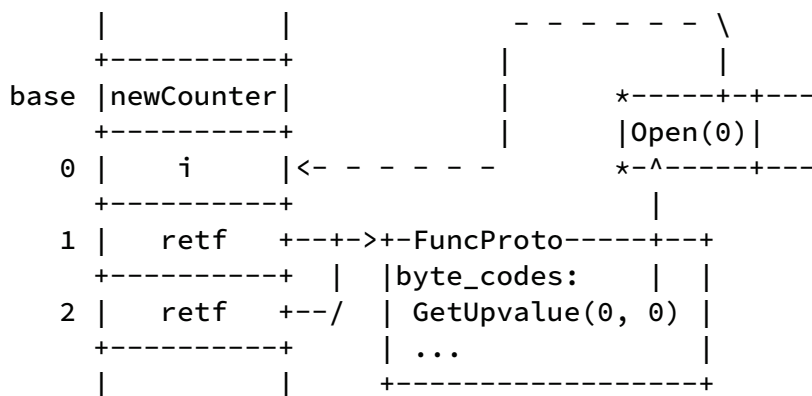 base |newCounter|
|Open(0)|
0 | i |
1 | retf +--+->+-FuncProto-----+--+
|byte_codes: | |
2 | retf +--/ | GetUpvalue(0, 0) |
| ... |